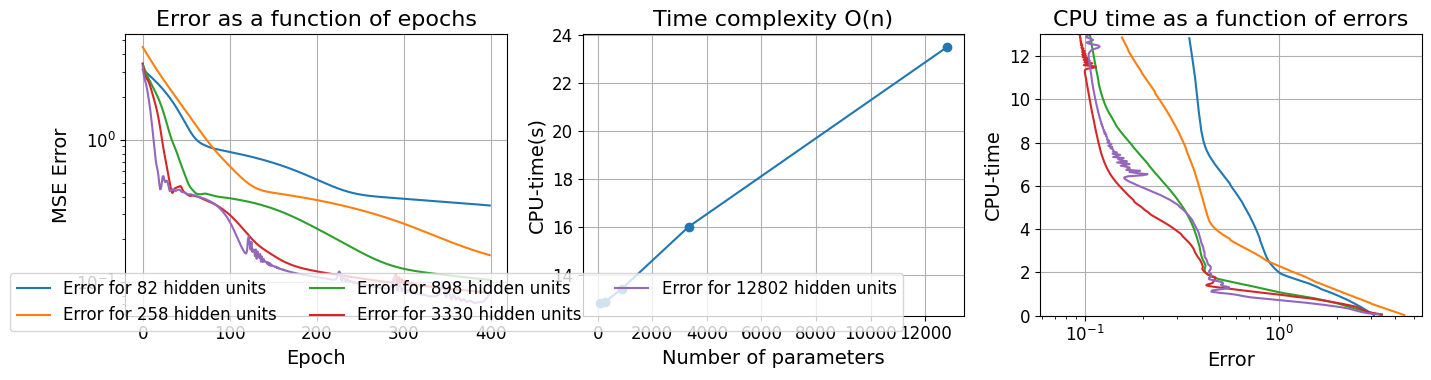 Error as a function of epochs
MSE Error
10^0
10^-1
0 100 200 300 400
Epoch
Time complexity O(n)
CPU-time(s)
24
22
20
18
16
14
0 2000 4000 6000 8000 10000 12000
Number of parameters
CPU time as a function of errors
CPU-time
12
10
8
6
4
2
0
10^-1 10^0
Error
Error for 82 hidden units
Error for 258 hidden units
Error for 898 hidden units
Error for 3330 hidden units
Error for 12802 hidden units